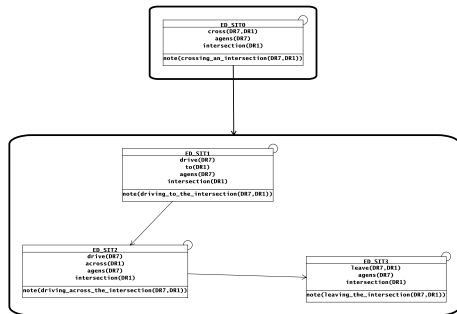 ED_SIT0
cross(DR7,DR1)
agens(DR7)
intersection(DR1)
note(crossing_an_intersection(DR7,DR1))
ED_SIT1
drive(DR7)
to(DR1)
agens(DR7)
intersection(DR1)
note(driving_to_the_intersection(DR7,DR1))
ED_SIT2
drive(DR7)
across(DR1)
agens(DR7)
intersection(DR1)
note(driving_across_the_intersection(DR7,DR1))
ED_SIT3
leave(DR7,DR1)
agens(DR7)
intersection(DR1)
note(leaving_the_intersection(DR7,DR1))